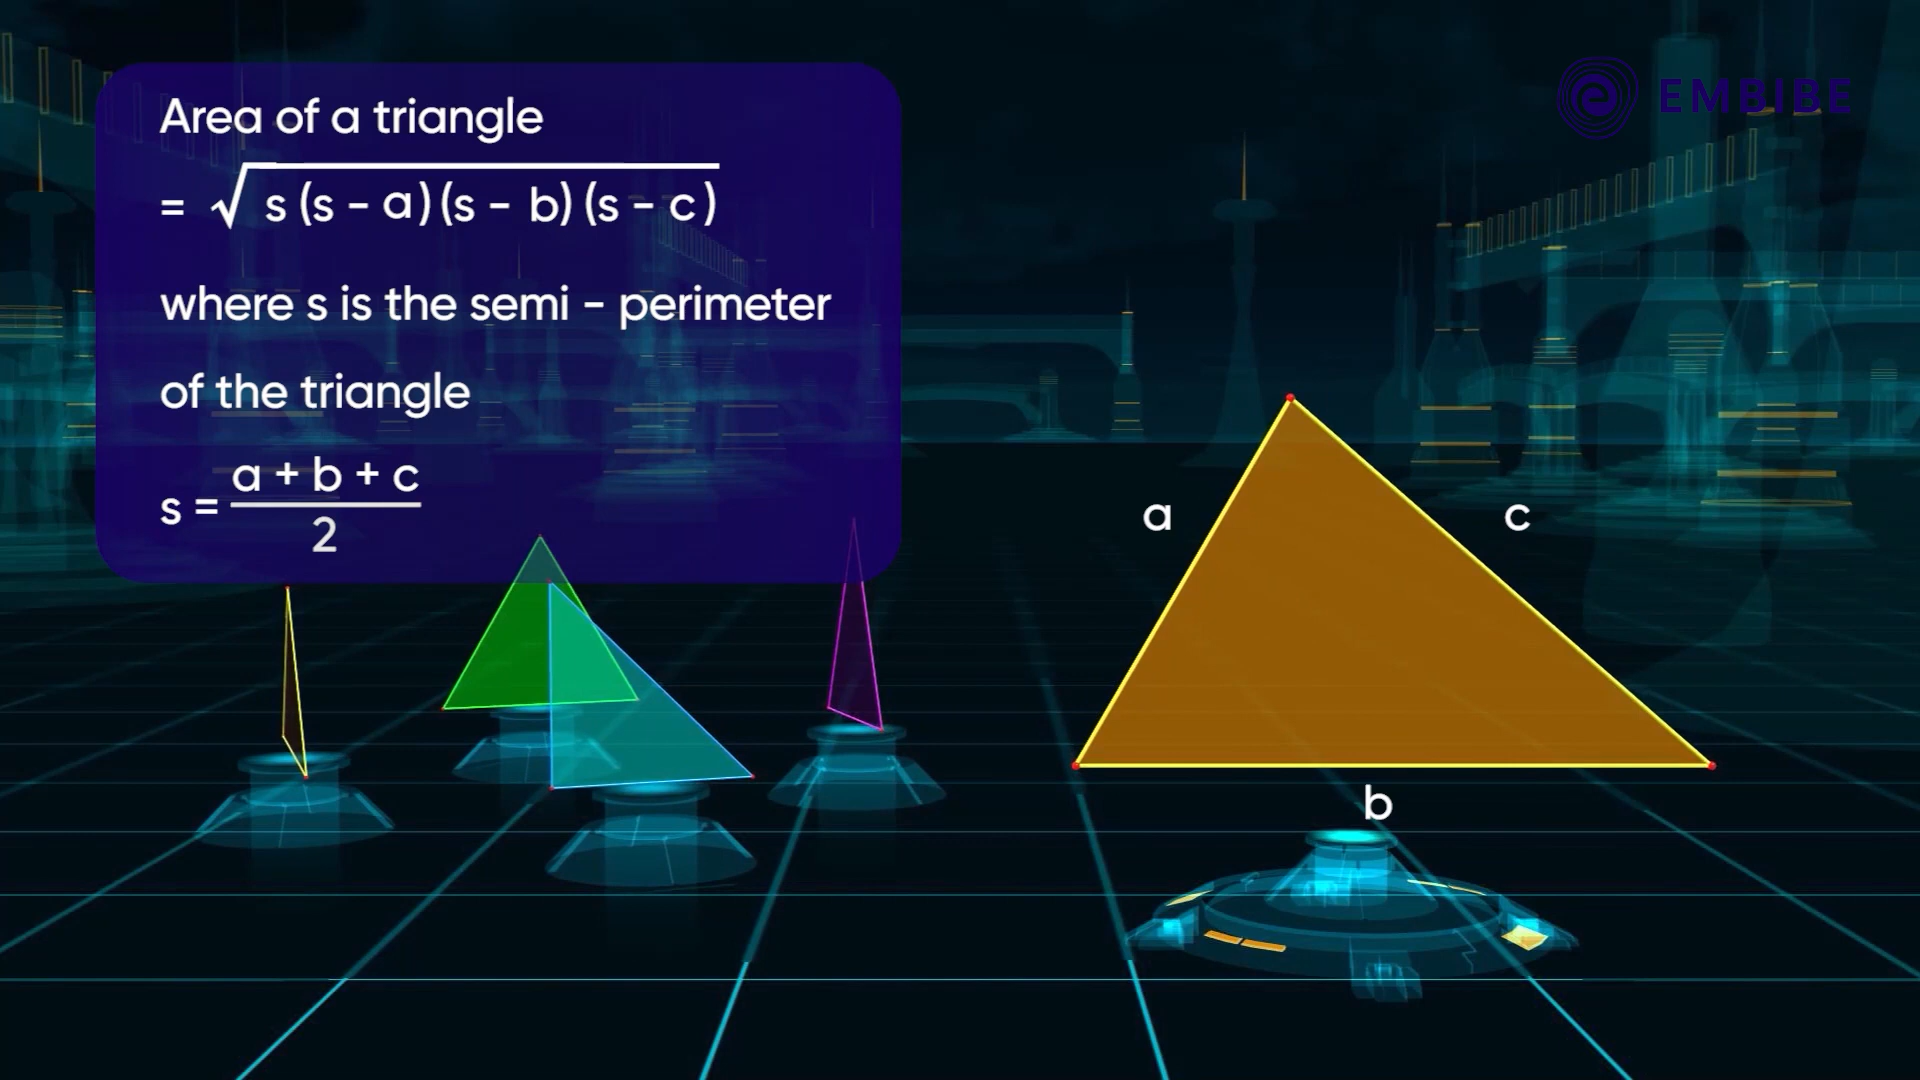 EMBIBE
Area of a triangle
= √s (s - a) (s - b) (s - c)
where s is the semi - perimeter
of the triangle
s = a + b + c
2
a
c
b